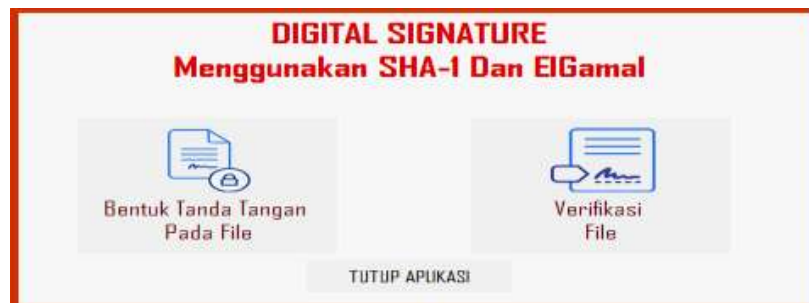 DIGITAL SIGNATURE
Menggunakan SHA-1 Dan ElGamal
Bentuk Tanda Tangan
Pada File
Verifikasi
File
TUTUP APLIKASI